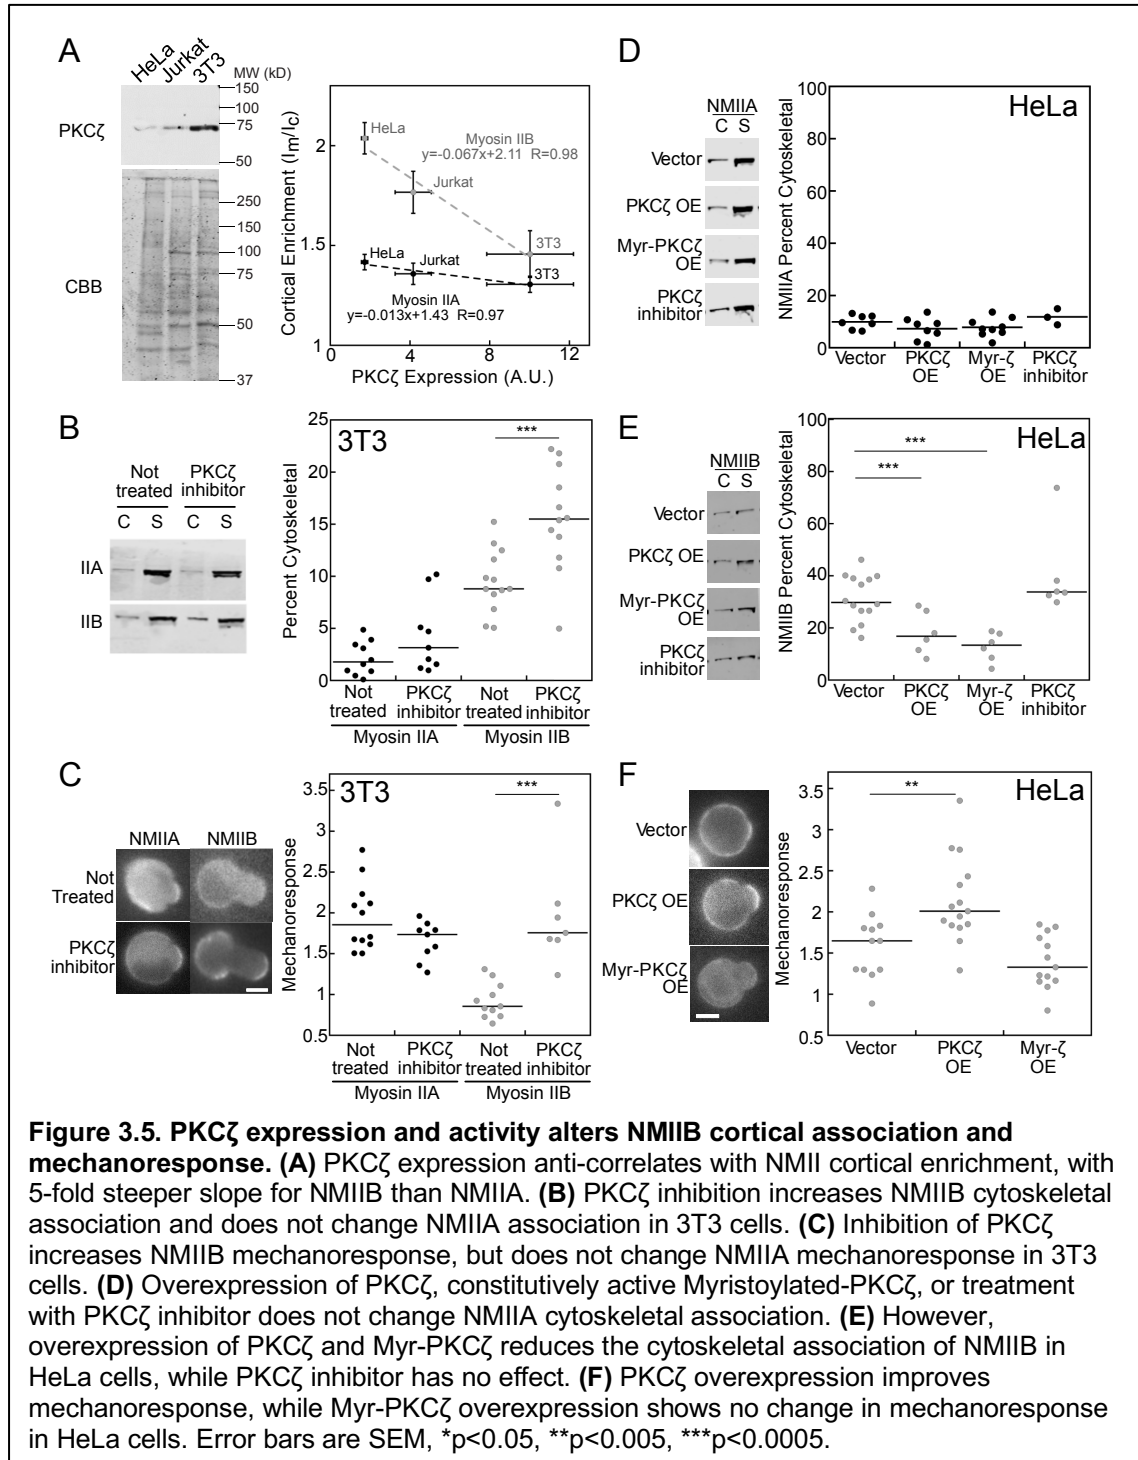 A
HeLa
Jurkat
3T3
MW (kD)
150
100
75
50
PKCζ
250
150
100
75
50
37
CBB
Cortical Enrichment (Im/Ic)
2
1.5
1
HeLa
Myosin IIB
y=-0.067x+2.11 R=0.98
Jurkat
3T3
HeLa
Jurkat
3T3
Myosin IIA
y=-0.013x+1.43 R=0.97
0 4 8 12
PKCζ Expression (A.U.)
B
Not treated
PKCζ inhibitor
C S C S
IIA
IIB
Percent Cytoskeletal
25
20
15
10
5
0
3T3
***
Not treated
PKCζ inhibitor
Not treated
PKCζ inhibitor
Myosin IIA
Myosin IIB
C
NMIIA NMIIB
Not Treated
PKCζ inhibitor
Mechanoresponse
3.5
3
2.5
2
1.5
1
0.5
3T3
***
Not treated
PKCζ inhibitor
Not treated
PKCζ inhibitor
Myosin IIA
Myosin IIB
D
NMIIA
C S
Vector
PKCζ OE
Myr-PKCζ OE
PKCζ inhibitor
NMIIA Percent Cytoskeletal
100
80
60
40
20
0
HeLa
Vector
PKCζ OE
Myr-ζ OE
PKCζ inhibitor
E
NMIIB
C S
Vector
PKCζ OE
Myr-PKCζ OE
PKCζ inhibitor
NMIIB Percent Cytoskeletal
100
80
60
40
20
0
HeLa
***
***
Vector
PKCζ OE
Myr-ζ OE
PKCζ inhibitor
F
Vector
PKCζ OE
Myr-PKCζ OE
Mechanoresponse
3.5
3
2.5
2
1.5
1
0.5
HeLa
**
Vector
PKCζ OE
Myr-ζ OE
Figure 3.5. PKCζ expression and activity alters NMIIB cortical association and
mechanoresponse. (A) PKCζ expression anti-correlates with NMII cortical enrichment, with
5-fold steeper slope for NMIIB than NMIIA. (B) PKCζ inhibition increases NMIIB cytoskeletal
association and does not change NMIIA association in 3T3 cells. (C) Inhibition of PKCζ
increases NMIIB mechanoresponse, but does not change NMIIA mechanoresponse in 3T3
cells. (D) Overexpression of PKCζ, constitutively active Myristoylated-PKCζ, or treatment
with PKCζ inhibitor does not change NMIIA cytoskeletal association. (E) However,
overexpression of PKCζ and Myr-PKCζ reduces the cytoskeletal association of NMIIB in
HeLa cells, while PKCζ inhibitor has no effect. (F) PKCζ overexpression improves
mechanoresponse, while Myr-PKCζ overexpression shows no change in mechanoresponse
in HeLa cells. Error bars are SEM, *p<0.05, **p<0.005, ***p<0.0005.